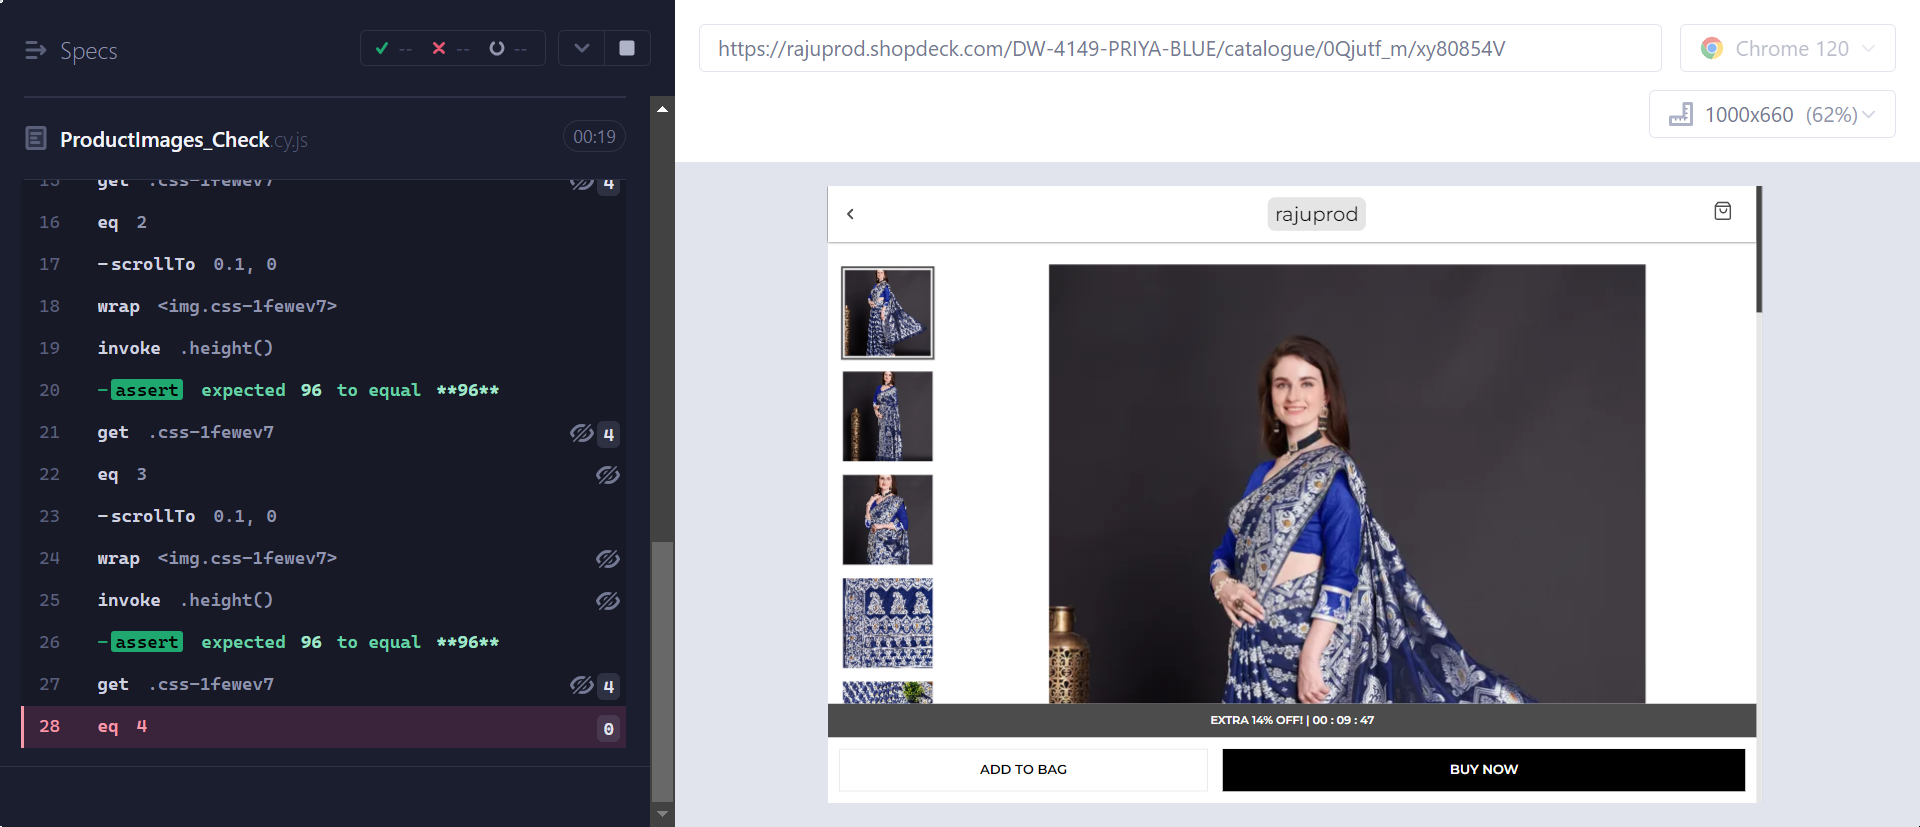 Specs
-- -- --
ProductImages_Check.cy.js 00:19
15 get .css-1fewev7 4
16 eq 2
17 -scrollTo 0.1, 0
18 wrap <img.css-1fewev7>
19 invoke .height()
20 -assert expected 96 to equal **96**
21 get .css-1fewev7 4
22 eq 3
23 -scrollTo 0.1, 0
24 wrap <img.css-1fewev7>
25 invoke .height()
26 -assert expected 96 to equal **96**
27 get .css-1fewev7 4
28 eq 4 0
https://rajuprod.shopdeck.com/DW-4149-PRIYA-BLUE/catalogue/0Qjutf_m/xy80854V
Chrome 120
1000x660 (62%)
rajuprod
EXTRA 14% OFF! | 00 : 09 : 47
ADD TO BAG BUY NOW